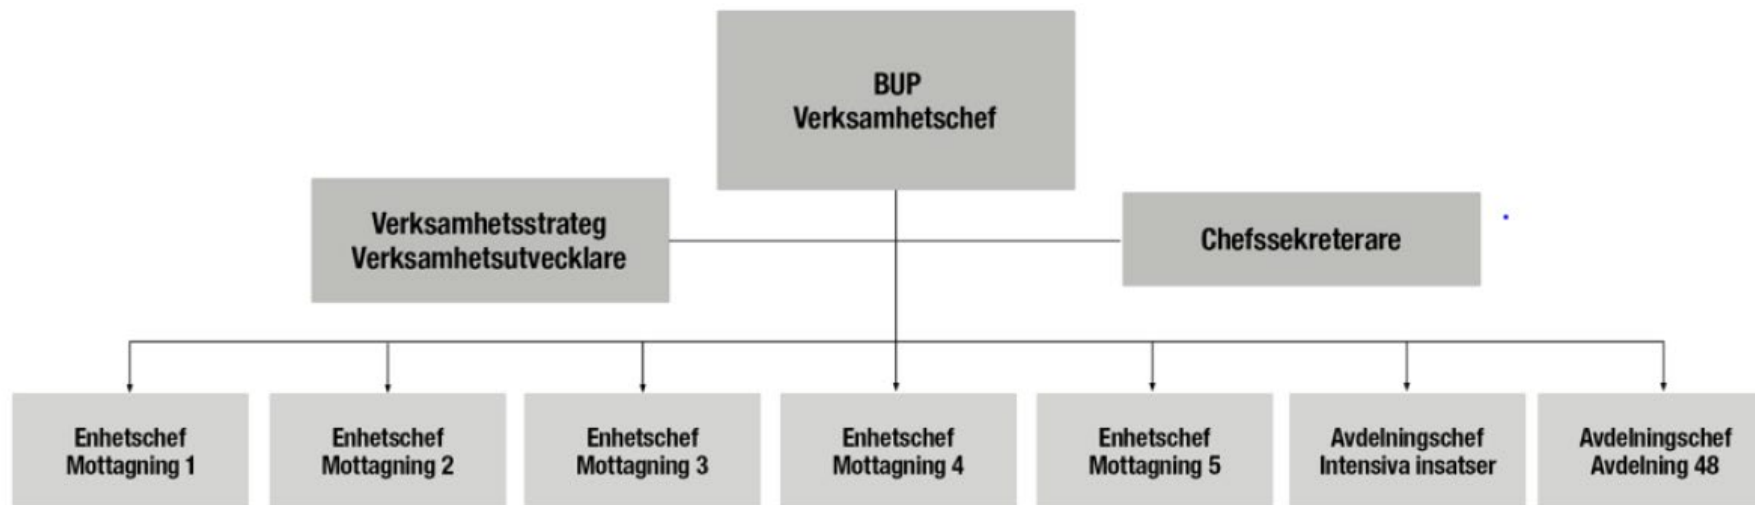 BUP
Verksamhetschef
Verksamhetsstrateg
Verksamhetsutvecklare
Chefssekreterare
Enhetschef
Mottagning 1
Enhetschef
Mottagning 2
Enhetschef
Mottagning 3
Enhetschef
Mottagning 4
Enhetschef
Mottagning 5
Avdelningschef
Intensiva insatser
Avdelningschef
Avdelning 48